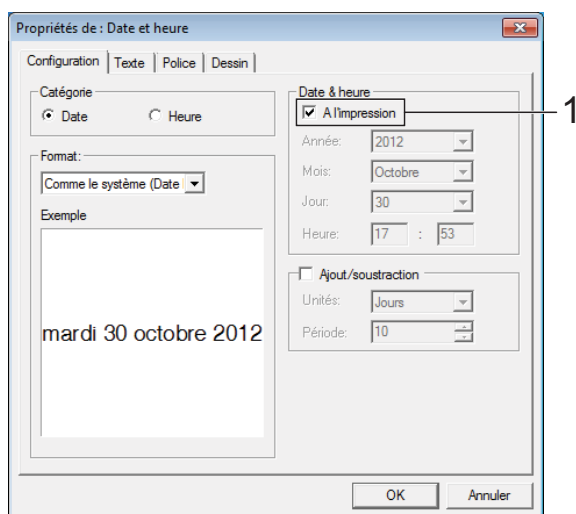 Propriétés de : Date et heure
Configuration Texte Police Dessin
Catégorie
Date Heure
Format:
Comme le système (Date
Exemple
mardi 30 octobre 2012
Date & heure
A l'impression
1
Année: 2012
Mois: Octobre
Jour: 30
Heure: 17 : 53
Ajout/soustraction
Unités: Jours
Période: 10
OK Annuler